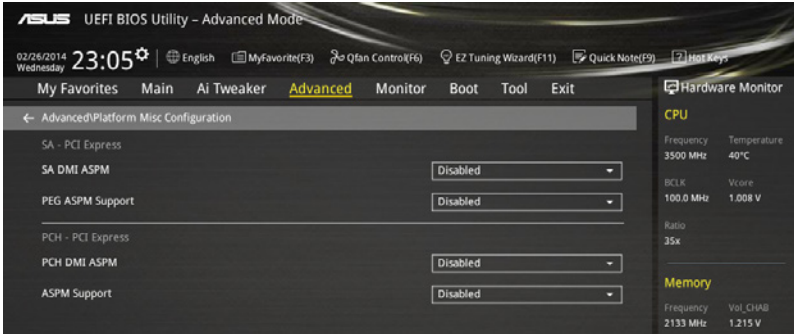 ASUS UEFI BIOS Utility – Advanced Mode
02/26/2014 Wednesday 23:05 English MyFavorite(F3) Qfan Control(F6) EZ Tuning Wizard(F11) Quick Note(F9) ? Hot Keys
My Favorites Main Ai Tweaker Advanced Monitor Boot Tool Exit
← Advanced\Platform Misc Configuration
SA - PCI Express
SA DMI ASPM Disabled
PEG ASPM Support Disabled
PCH - PCI Express
PCH DMI ASPM Disabled
ASPM Support Disabled
Hardware Monitor
CPU
Frequency Temperature
3500 MHz 40°C
BCLK Vcore
100.0 MHz 1.008 V
Ratio
35x
Memory
Frequency Vol_CHAB
2133 MHz 1.215 V